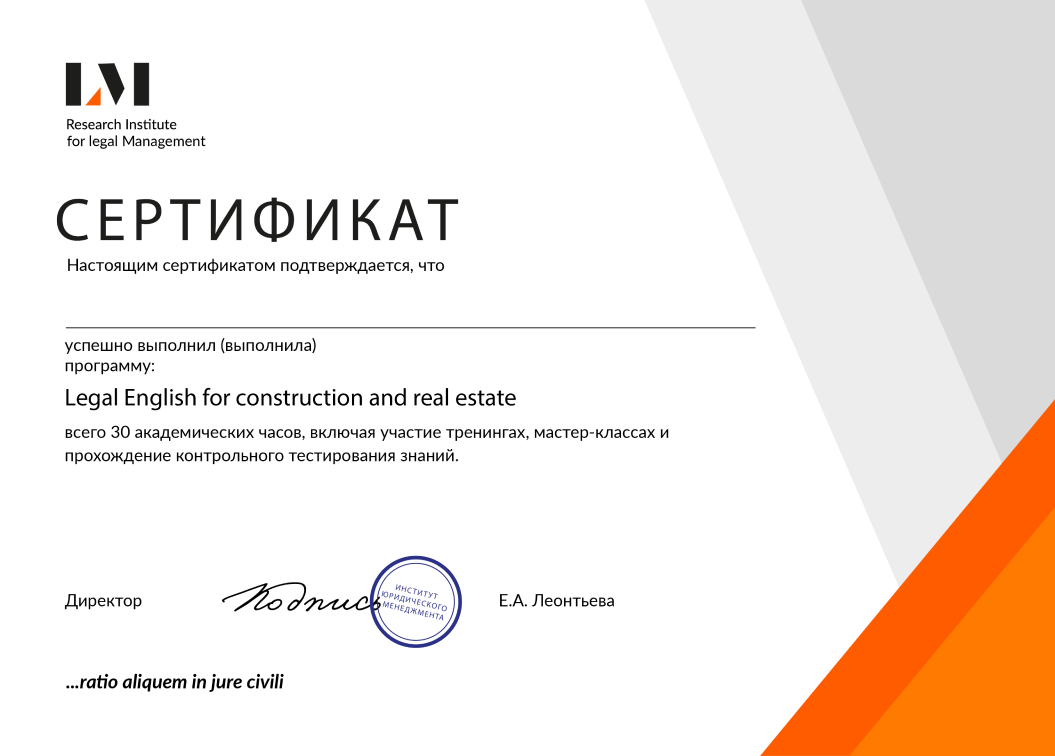 Research Institute
for legal Management
СЕРТИФИКАТ
Настоящим сертификатом подтверждается, что
успешно выполнил (выполнила)
программу:
Legal English for construction and real estate
всего 30 академических часов, включая участие тренингах, мастер-классах и
прохождение контрольного тестирования знаний.
Директор
Подпись
ИНСТИТУТ
ЮРИДИЧЕСКОГО
МЕНЕДЖМЕНТА
Е.А. Леонтьева
...ratio aliquem in jure civili